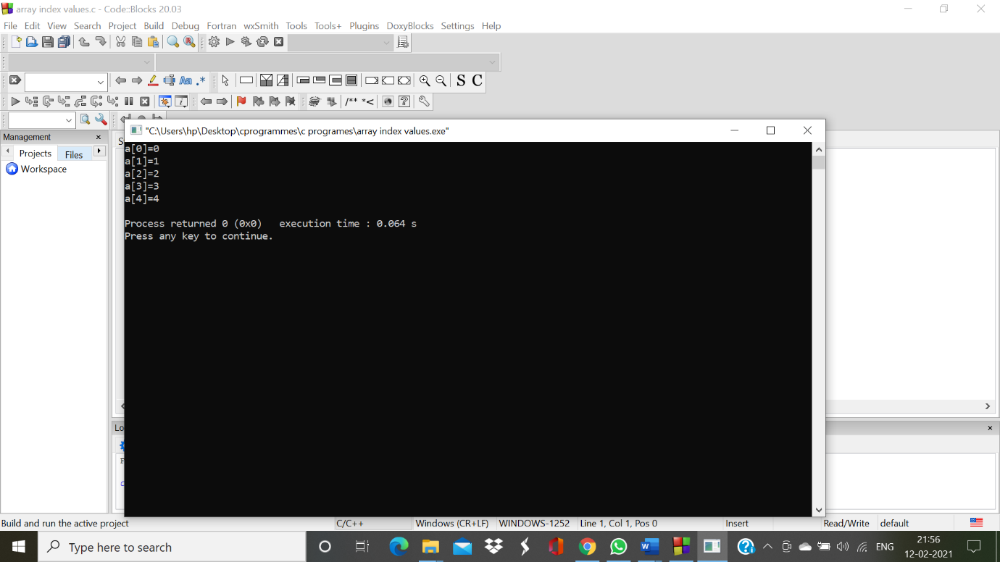 array index values.c - Code::Blocks 20.03
File Edit View Search Project Build Debug Fortran wxSmith Tools Tools+ Plugins DoxyBlocks Settings Help
S C
/** *<
Management
Projects Files
Workspace
"C:\Users\hp\Desktop\cprogrammes\c programes\array index values.exe"
a[0]=0
a[1]=1
a[2]=2
a[3]=3
a[4]=4
Process returned 0 (0x0)   execution time : 0.064 s
Press any key to continue.
Lo
Build and run the active project C/C++ Windows (CR+LF) WINDOWS-1252 Line 1, Col 1, Pos 0 Insert Read/Write default
Type here to search
ENG
21:56
12-02-2021